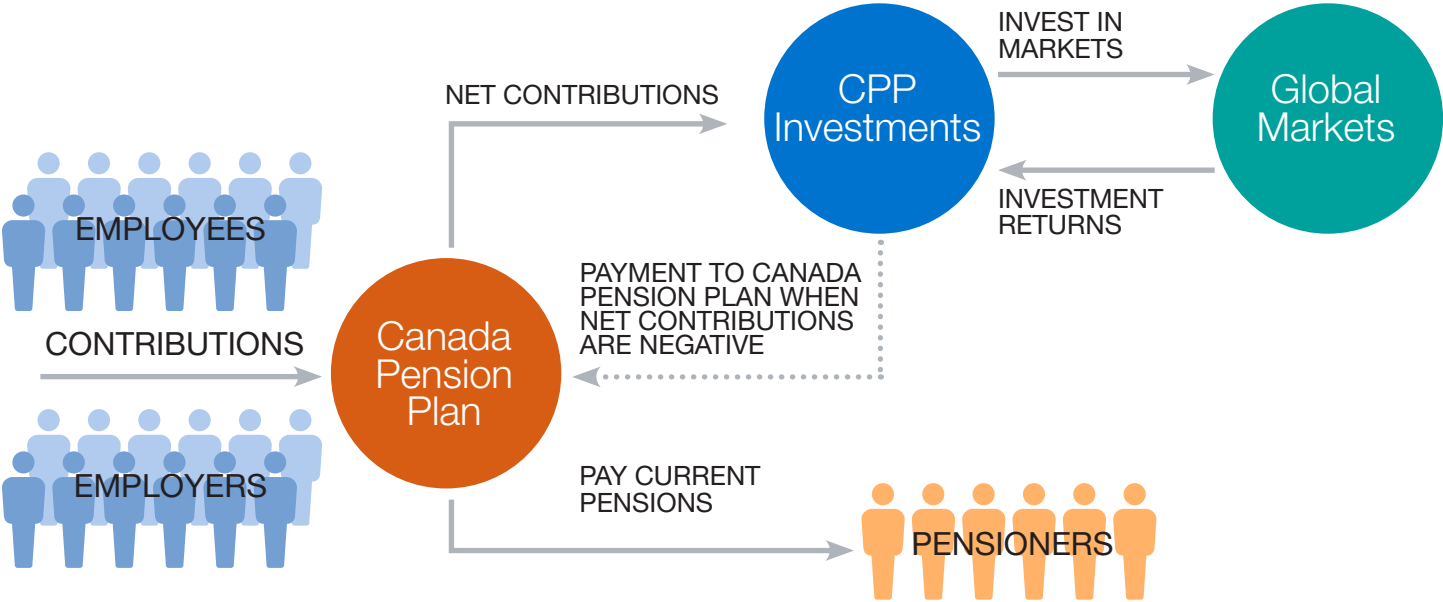 INVEST IN
MARKETS
NET CONTRIBUTIONS
CPP
Investments
Global
Markets
INVESTMENT
RETURNS
EMPLOYEES
PAYMENT TO CANADA
PENSION PLAN WHEN
NET CONTRIBUTIONS
ARE NEGATIVE
CONTRIBUTIONS
Canada
Pension
Plan
EMPLOYERS
PAY CURRENT
PENSIONS
PENSIONERS